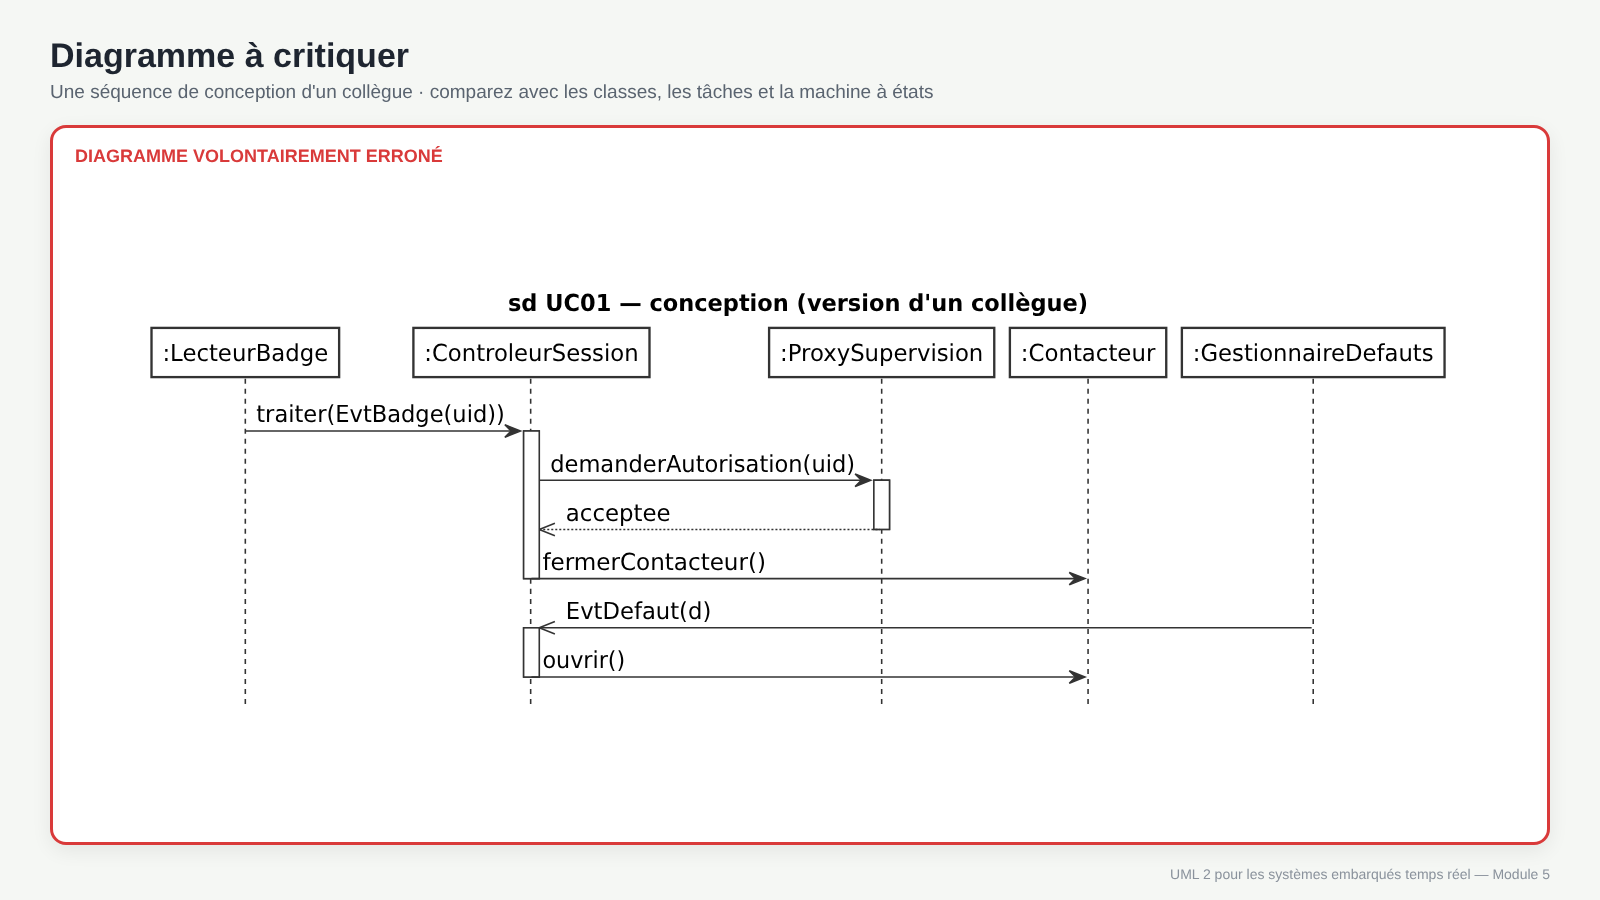 Diagramme à critiquer
Une séquence de conception d'un collègue · comparez avec les classes, les tâches et la machine à états
DIAGRAMME VOLONTAIREMENT ERRONÉ
sd UC01 — conception (version d'un collègue)
:LecteurBadge :ControleurSession :ProxySupervision :Contacteur :GestionnaireDefauts
traiter(EvtBadge(uid))
demanderAutorisation(uid)
acceptee
fermerContacteur()
EvtDefaut(d)
ouvrir()
UML 2 pour les systèmes embarqués temps réel — Module 5